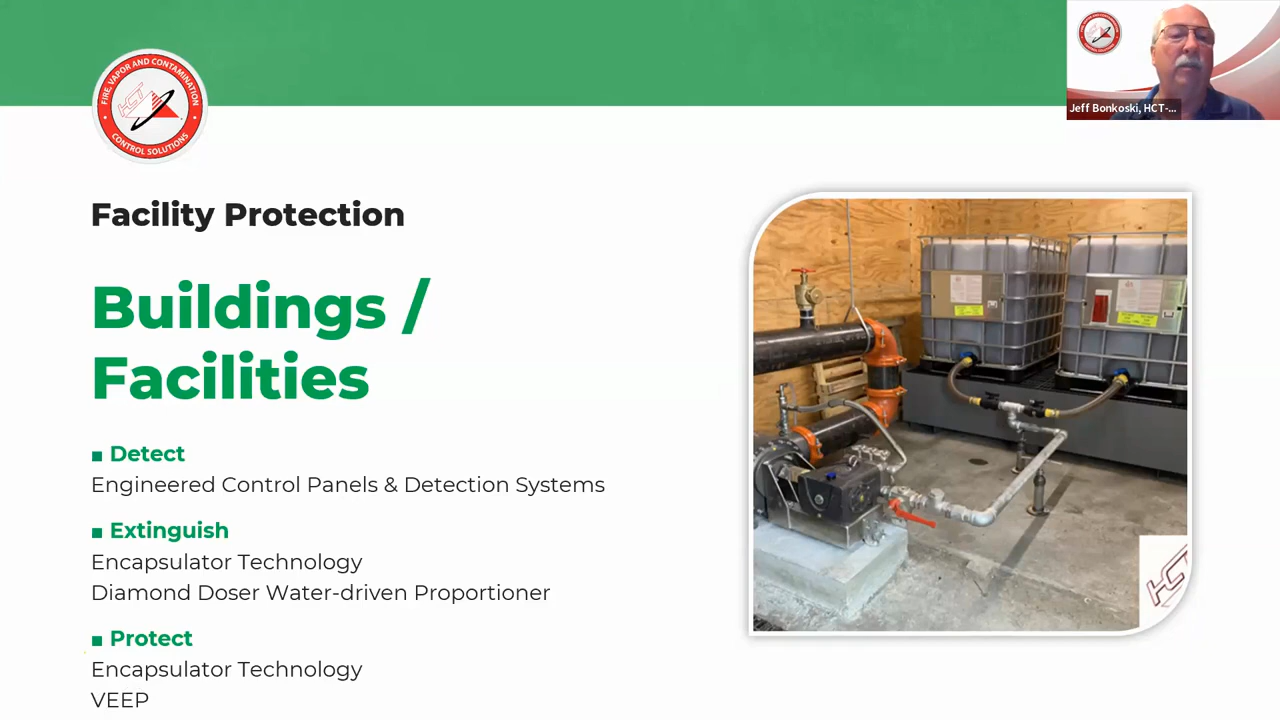 FIRE, VAPOR AND CONTAMINATION
HCT
CONTROL SOLUTIONS
Jeff Bonkoski, HCT-...
Facility Protection
Buildings /
Facilities
■ Detect
Engineered Control Panels & Detection Systems
■ Extinguish
Encapsulator Technology
Diamond Doser Water-driven Proportioner
■ Protect
Encapsulator Technology
VEEP
HCT